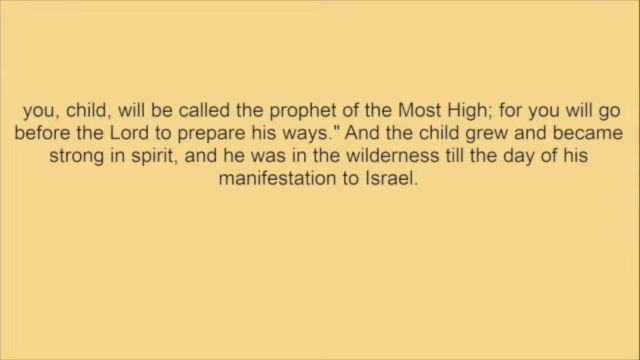 you, child, will be called the prophet of the Most High; for you will go
before the Lord to prepare his ways." And the child grew and became
strong in spirit, and he was in the wilderness till the day of his
manifestation to Israel.